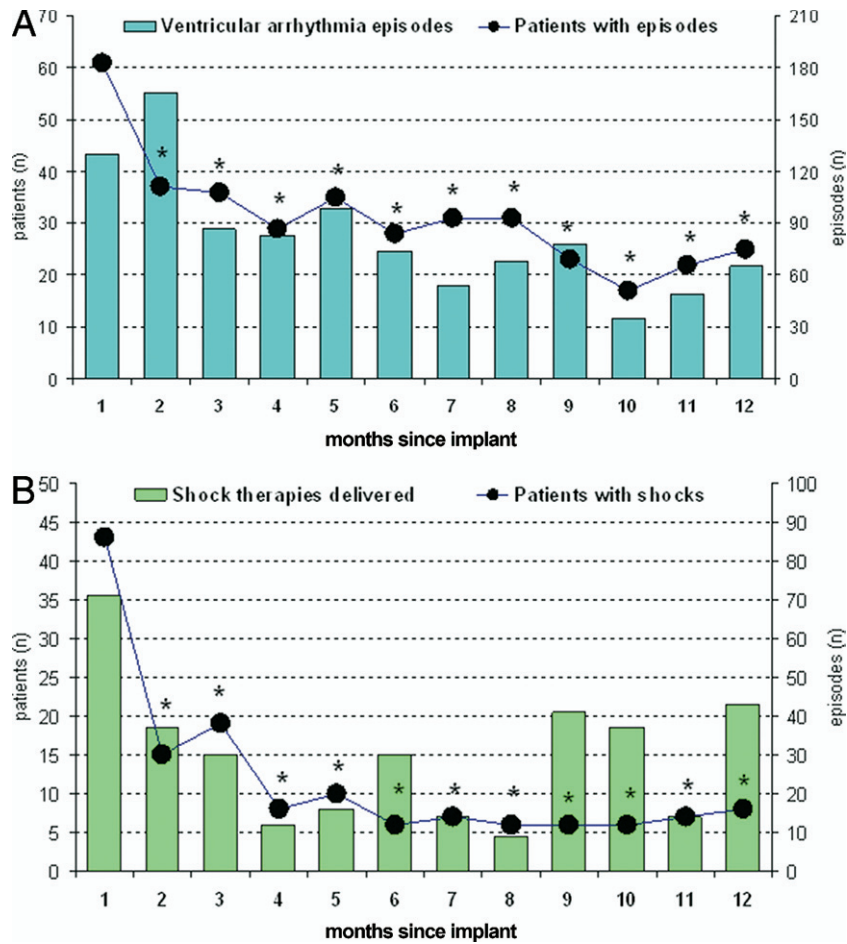 A
Ventricular arrhythmia episodes Patients with episodes
70 210
60 180
50 150
40 120
30 90
20 60
10 30
0 0
patients (n)
episodes (n)
* * * * * * * * * * *
1 2 3 4 5 6 7 8 9 10 11 12
months since implant
B
Shock therapies delivered Patients with shocks
50 100
45 90
40 80
35 70
30 60
25 50
20 40
15 30
10 20
5 10
0 0
patients (n)
episodes (n)
* * * * * * * * * * *
1 2 3 4 5 6 7 8 9 10 11 12
months since implant